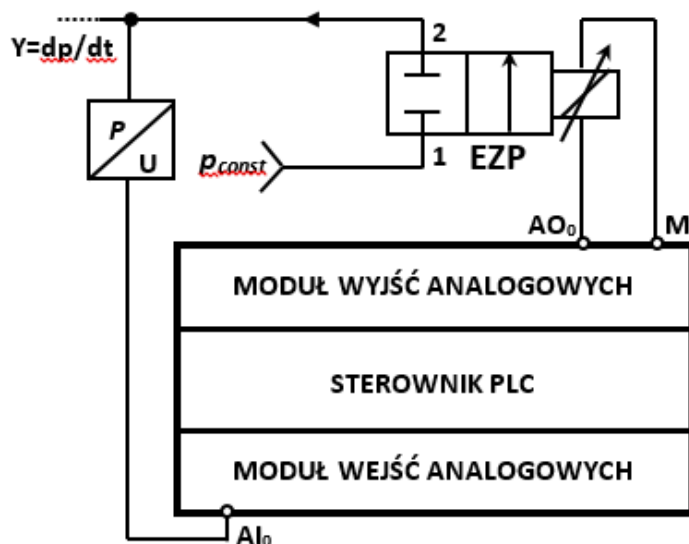 2
Y=dp/dt
P
U
pconst
1
EZP
AO₀
M
MODUŁ WYJŚĆ ANALOGOWYCH
STEROWNIK PLC
MODUŁ WEJŚĆ ANALOGOWYCH
AI₀